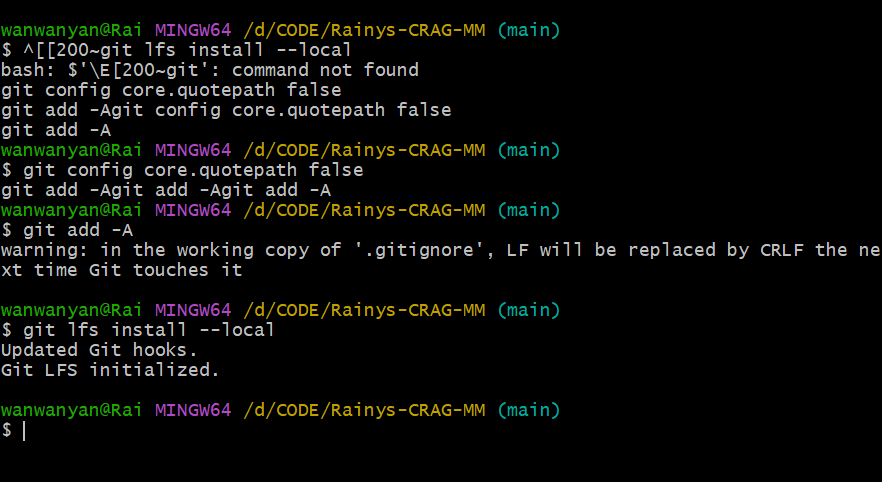 wanwanyan@Rai MINGW64 /d/CODE/Rainys-CRAG-MM (main)
$ ^[[200~git lfs install --local
bash: $'\E[200~git': command not found
git config core.quotepath false
git add -Agit config core.quotepath false
git add -A
wanwanyan@Rai MINGW64 /d/CODE/Rainys-CRAG-MM (main)
$ git config core.quotepath false
git add -Agit add -Agit add -A
wanwanyan@Rai MINGW64 /d/CODE/Rainys-CRAG-MM (main)
$ git add -A
warning: in the working copy of '.gitignore', LF will be replaced by CRLF the ne
xt time Git touches it
wanwanyan@Rai MINGW64 /d/CODE/Rainys-CRAG-MM (main)
$ git lfs install --local
Updated Git hooks.
Git LFS initialized.
wanwanyan@Rai MINGW64 /d/CODE/Rainys-CRAG-MM (main)
$